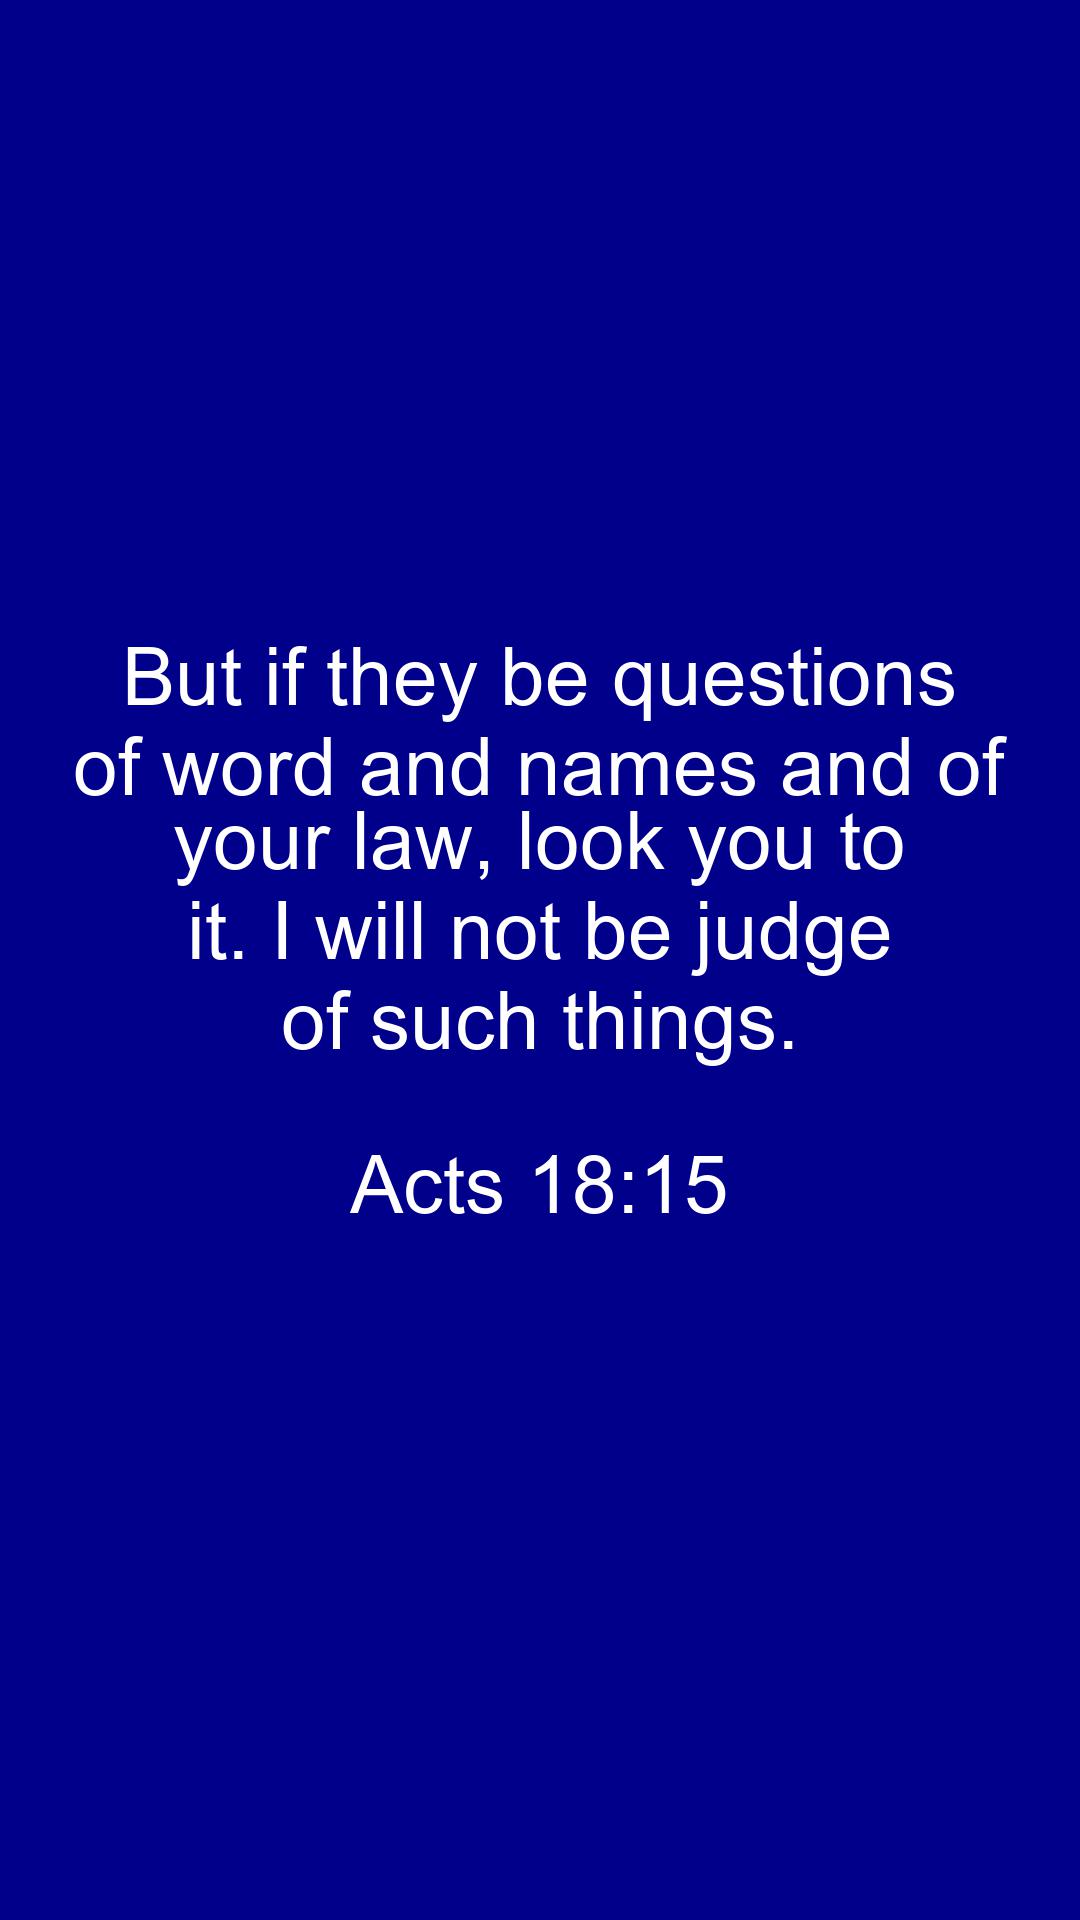 But if they be questions
of word and names and of
your law, look you to
it. I will not be judge
of such things.
Acts 18:15